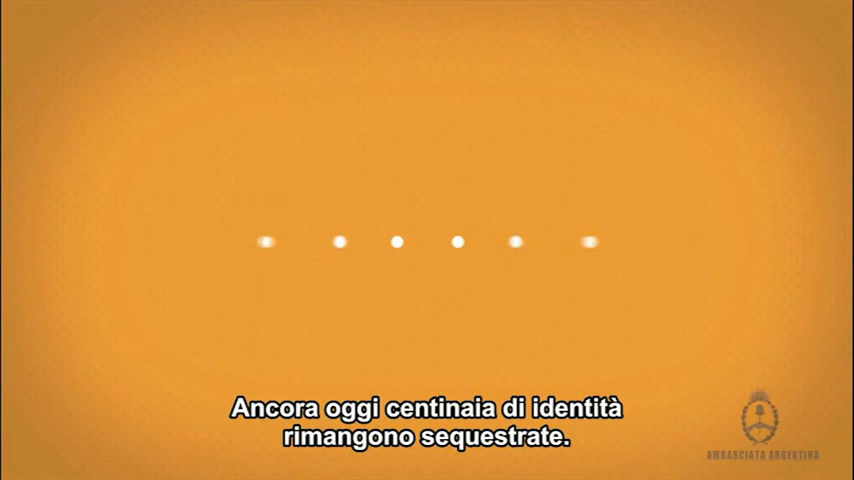 Ancora oggi centinaia di identità
rimangono sequestrate.
AMBASCIATA ARGENTINA